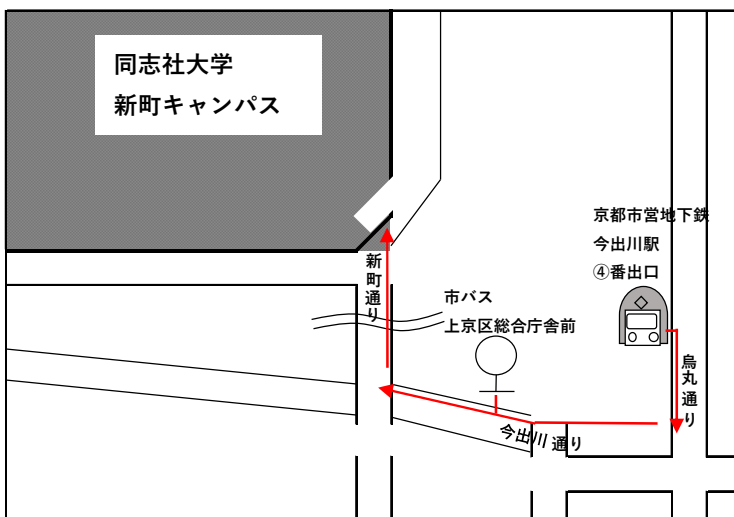 同志社大学
新町キャンパス
京都市営地下鉄
今出川駅
④番出口
新町通り
市バス
上京区総合庁舎前
烏丸通り
今出川通り